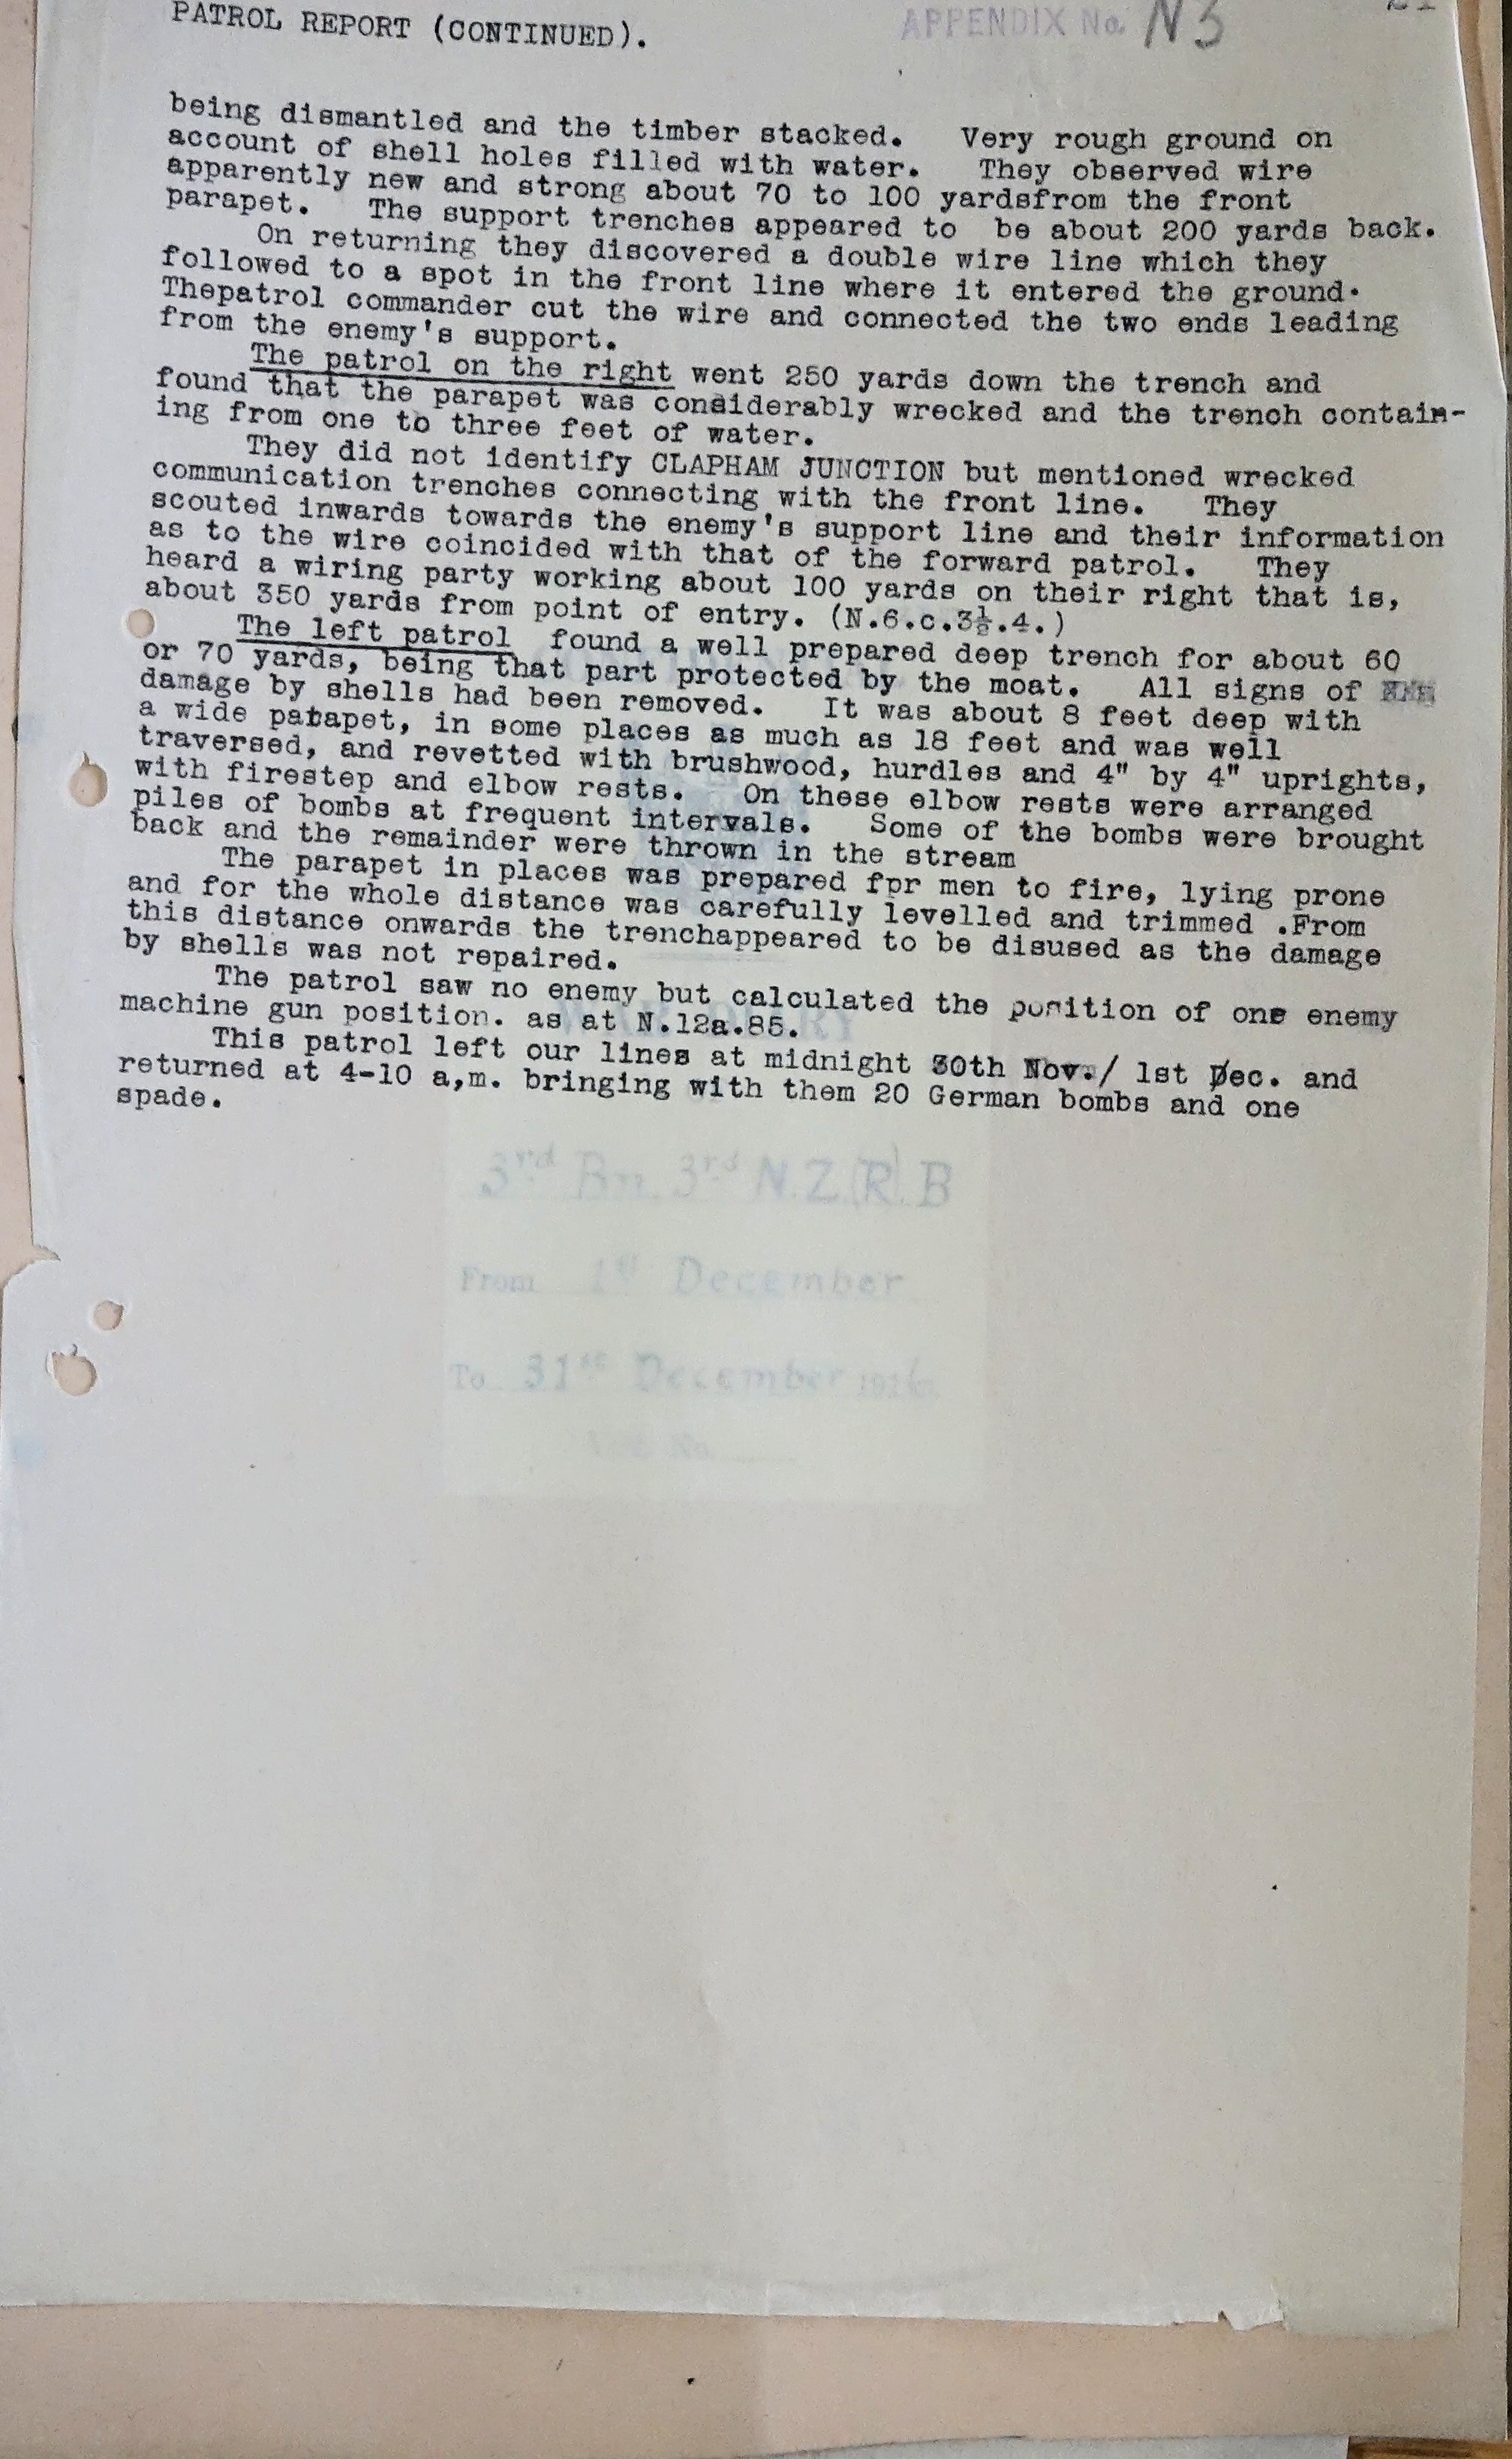 PATROL REPORT (CONTINUED).
APPENDIX No. N3
being dismantled and the timber stacked.   Very rough ground on
account of shell holes filled with water.   They observed wire
apparently new and strong about 70 to 100 yardsfrom the front
parapet.   The support trenches appeared to  be about 200 yards back.
On returning they discovered a double wire line which they
followed to a spot in the front line where it entered the ground.
Thepatrol commander cut the wire and connected the two ends leading
from the enemy's support.
The patrol on the right went 250 yards down the trench and
found that the parapet was considerably wrecked and the trench contain-
ing from one to three feet of water.
They did not identify CLAPHAM JUNCTION but mentioned wrecked
communication trenches connecting with the front line.   They
scouted inwards towards the enemy's support line and their information
as to the wire coincided with that of the forward patrol.   They
heard a wiring party working about 100 yards on their right that is,
about 350 yards from point of entry. (N.6.c.3½.4.)
The left patrol  found a well prepared deep trench for about 60
or 70 yards, being that part protected by the moat.   All signs of
damage by shells had been removed.   It was about 8 feet deep with
a wide patapet, in some places as much as 18 feet and was well
traversed, and revetted with brushwood, hurdles and 4" by 4" uprights,
with firestep and elbow rests.   On these elbow rests were arranged
piles of bombs at frequent intervals.   Some of the bombs were brought
back and the remainder were thrown in the stream
The parapet in places was prepared fpr men to fire, lying prone
and for the whole distance was carefully levelled and trimmed .From
this distance onwards the trenchappeared to be disused as the damage
by shells was not repaired.
The patrol saw no enemy but calculated the position of one enemy
machine gun position. as at N.12a.85.
This patrol left our lines at midnight 30th Nov./ 1st Dec. and
returned at 4-10 a,m. bringing with them 20 German bombs and one
spade.
3rd Bn. 3rd N.Z.(R).B
From 1st December
To 31st December 1916